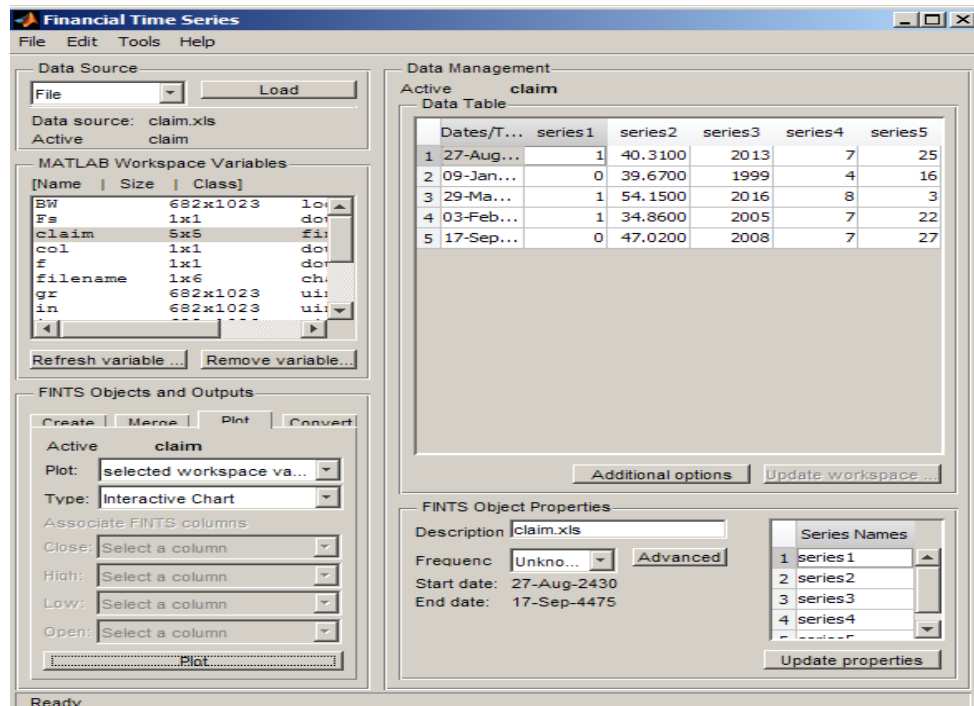 Financial Time Series
File Edit Tools Help
Data Source
File
Load
Data source: claim.xls
Active claim
MATLAB Workspace Variables
[Name | Size | Class]
BW 682x1023
Fs 1x1
claim 5x5
col 1x1
f 1x1
filename 1x6
gr 682x1023
in 682x1023
Refresh variable ... Remove variable...
FINTS Objects and Outputs
Create Merge Plot Convert
Active claim
Plot: selected workspace va...
Type: Interactive Chart
Associate FINTS columns
Close: Select a column
High: Select a column
Low: Select a column
Open: Select a column
Plot
Data Management
Active claim
Data Table
Dates/T... series1 series2 series3 series4 series5
1 27-Aug... 1 40.3100 2013 7 25
2 09-Jan... 0 39.6700 1999 4 16
3 29-Ma... 1 54.1500 2016 8 3
4 03-Feb... 1 34.8600 2005 7 22
5 17-Sep... 0 47.0200 2008 7 27
Additional options Update workspace ...
FINTS Object Properties
Description claim.xls
Frequenc Unkno... Advanced
Start date: 27-Aug-2430
End date: 17-Sep-4475
Series Names
1 series1
2 series2
3 series3
4 series4
Update properties
Ready